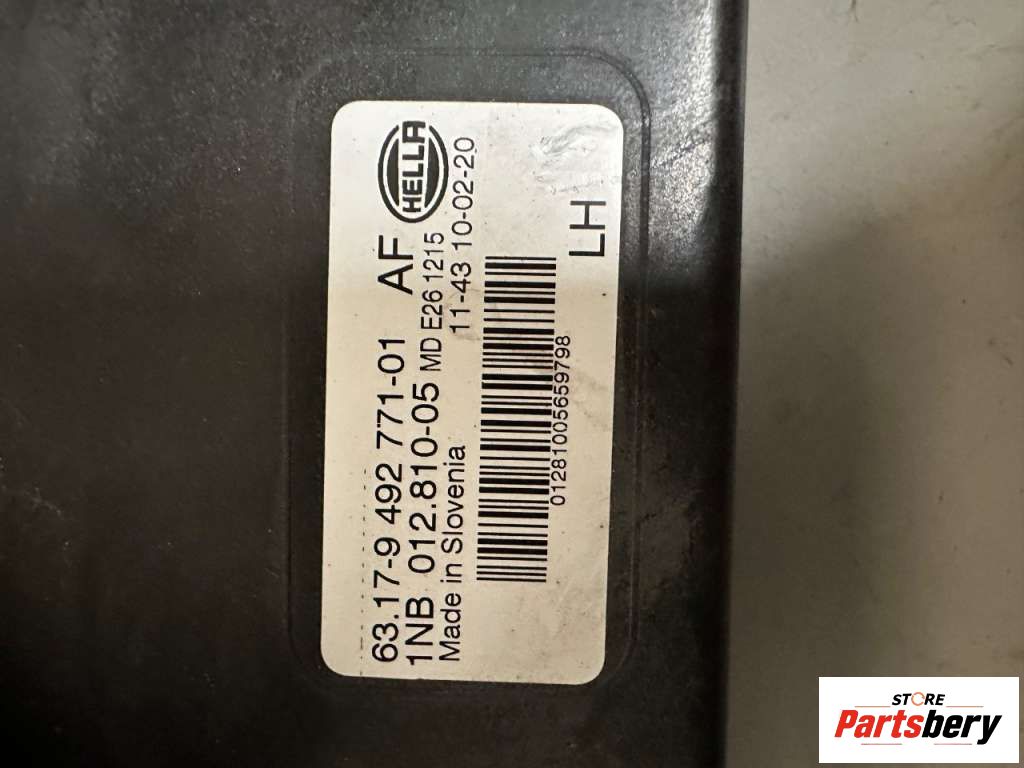 63.17-9 492 771-01 AF
1NB 012.810-05 MD E26 1215
HELLA
Made in Slovenia 11-43 10-02-20
01281005659798
LH
STORE
Partsbery